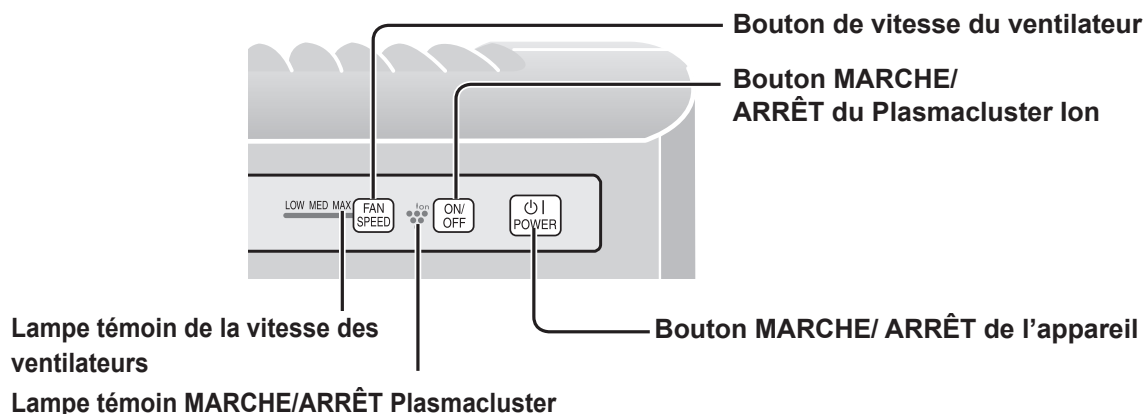 Bouton de vitesse du ventilateur
Bouton MARCHE/
ARRÊT du Plasmacluster Ion
LOW MED MAX
FAN
SPEED
Ion
ON/
OFF
POWER
Lampe témoin de la vitesse des
ventilateurs
Bouton MARCHE/ ARRÊT de l’appareil
Lampe témoin MARCHE/ARRÊT Plasmacluster